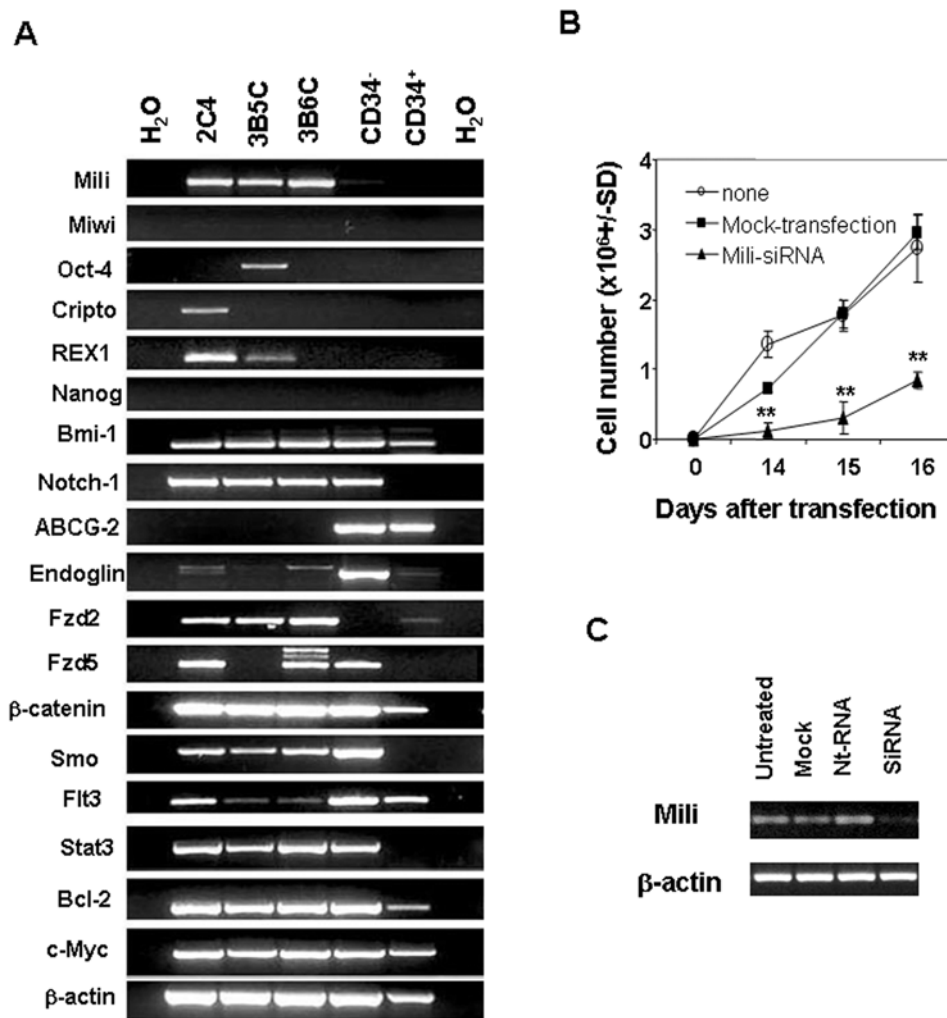 A
H₂O 2C4 3B5C 3B6C CD34⁻ CD34⁺ H₂O
Mili
Miwi
Oct-4
Cripto
REX1
Nanog
Bmi-1
Notch-1
ABCG-2
Endoglin
Fzd2
Fzd5
β-catenin
Smo
Flt3
Stat3
Bcl-2
c-Myc
β-actin
B
Cell number (x10⁶+/-SD)
4
3
2
1
0
none
Mock-transfection
Mili-siRNA
** ** **
0 14 15 16
Days after transfection
C
Untreated Mock Nt-RNA SiRNA
Mili
β-actin